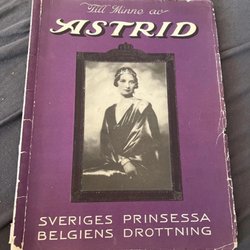 Till Minne av
ASTRID
SVERIGES PRINSESSA
BELGIENS DROTTNING